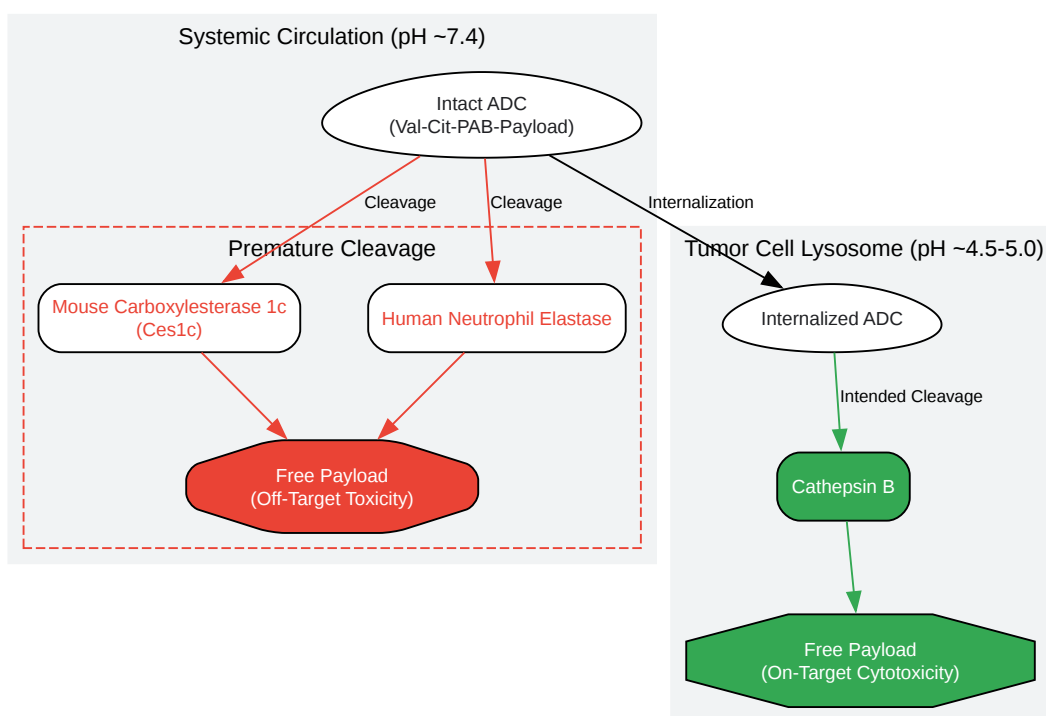 Systemic Circulation (pH ~7.4)
Intact ADC
(Val-Cit-PAB-Payload)
Cleavage
Cleavage
Internalization
Premature Cleavage
Tumor Cell Lysosome (pH ~4.5-5.0)
Mouse Carboxylesterase 1c
(Ces1c)
Human Neutrophil Elastase
Internalized ADC
Intended Cleavage
Free Payload
(Off-Target Toxicity)
Cathepsin B
Free Payload
(On-Target Cytotoxicity)